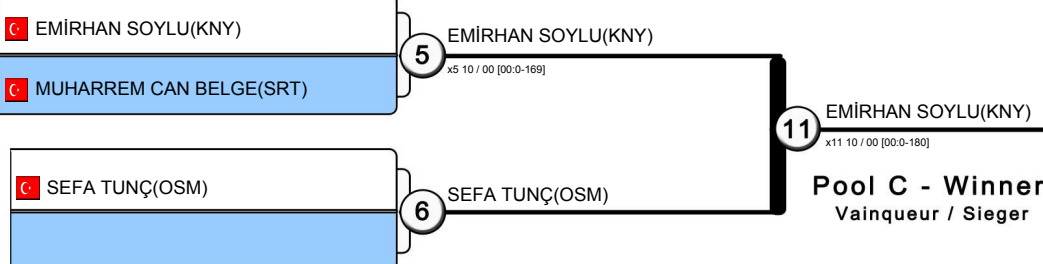 EMİRHAN SOYLU(KNY)
MUHARREM CAN BELGE(SRT)
5
EMİRHAN SOYLU(KNY)
x5 10 / 00 [00:0-169]
SEFA TUNÇ(OSM)
6
SEFA TUNÇ(OSM)
11
EMİRHAN SOYLU(KNY)
x11 10 / 00 [00:0-180]
Pool C - Winner
Vainqueur / Sieger